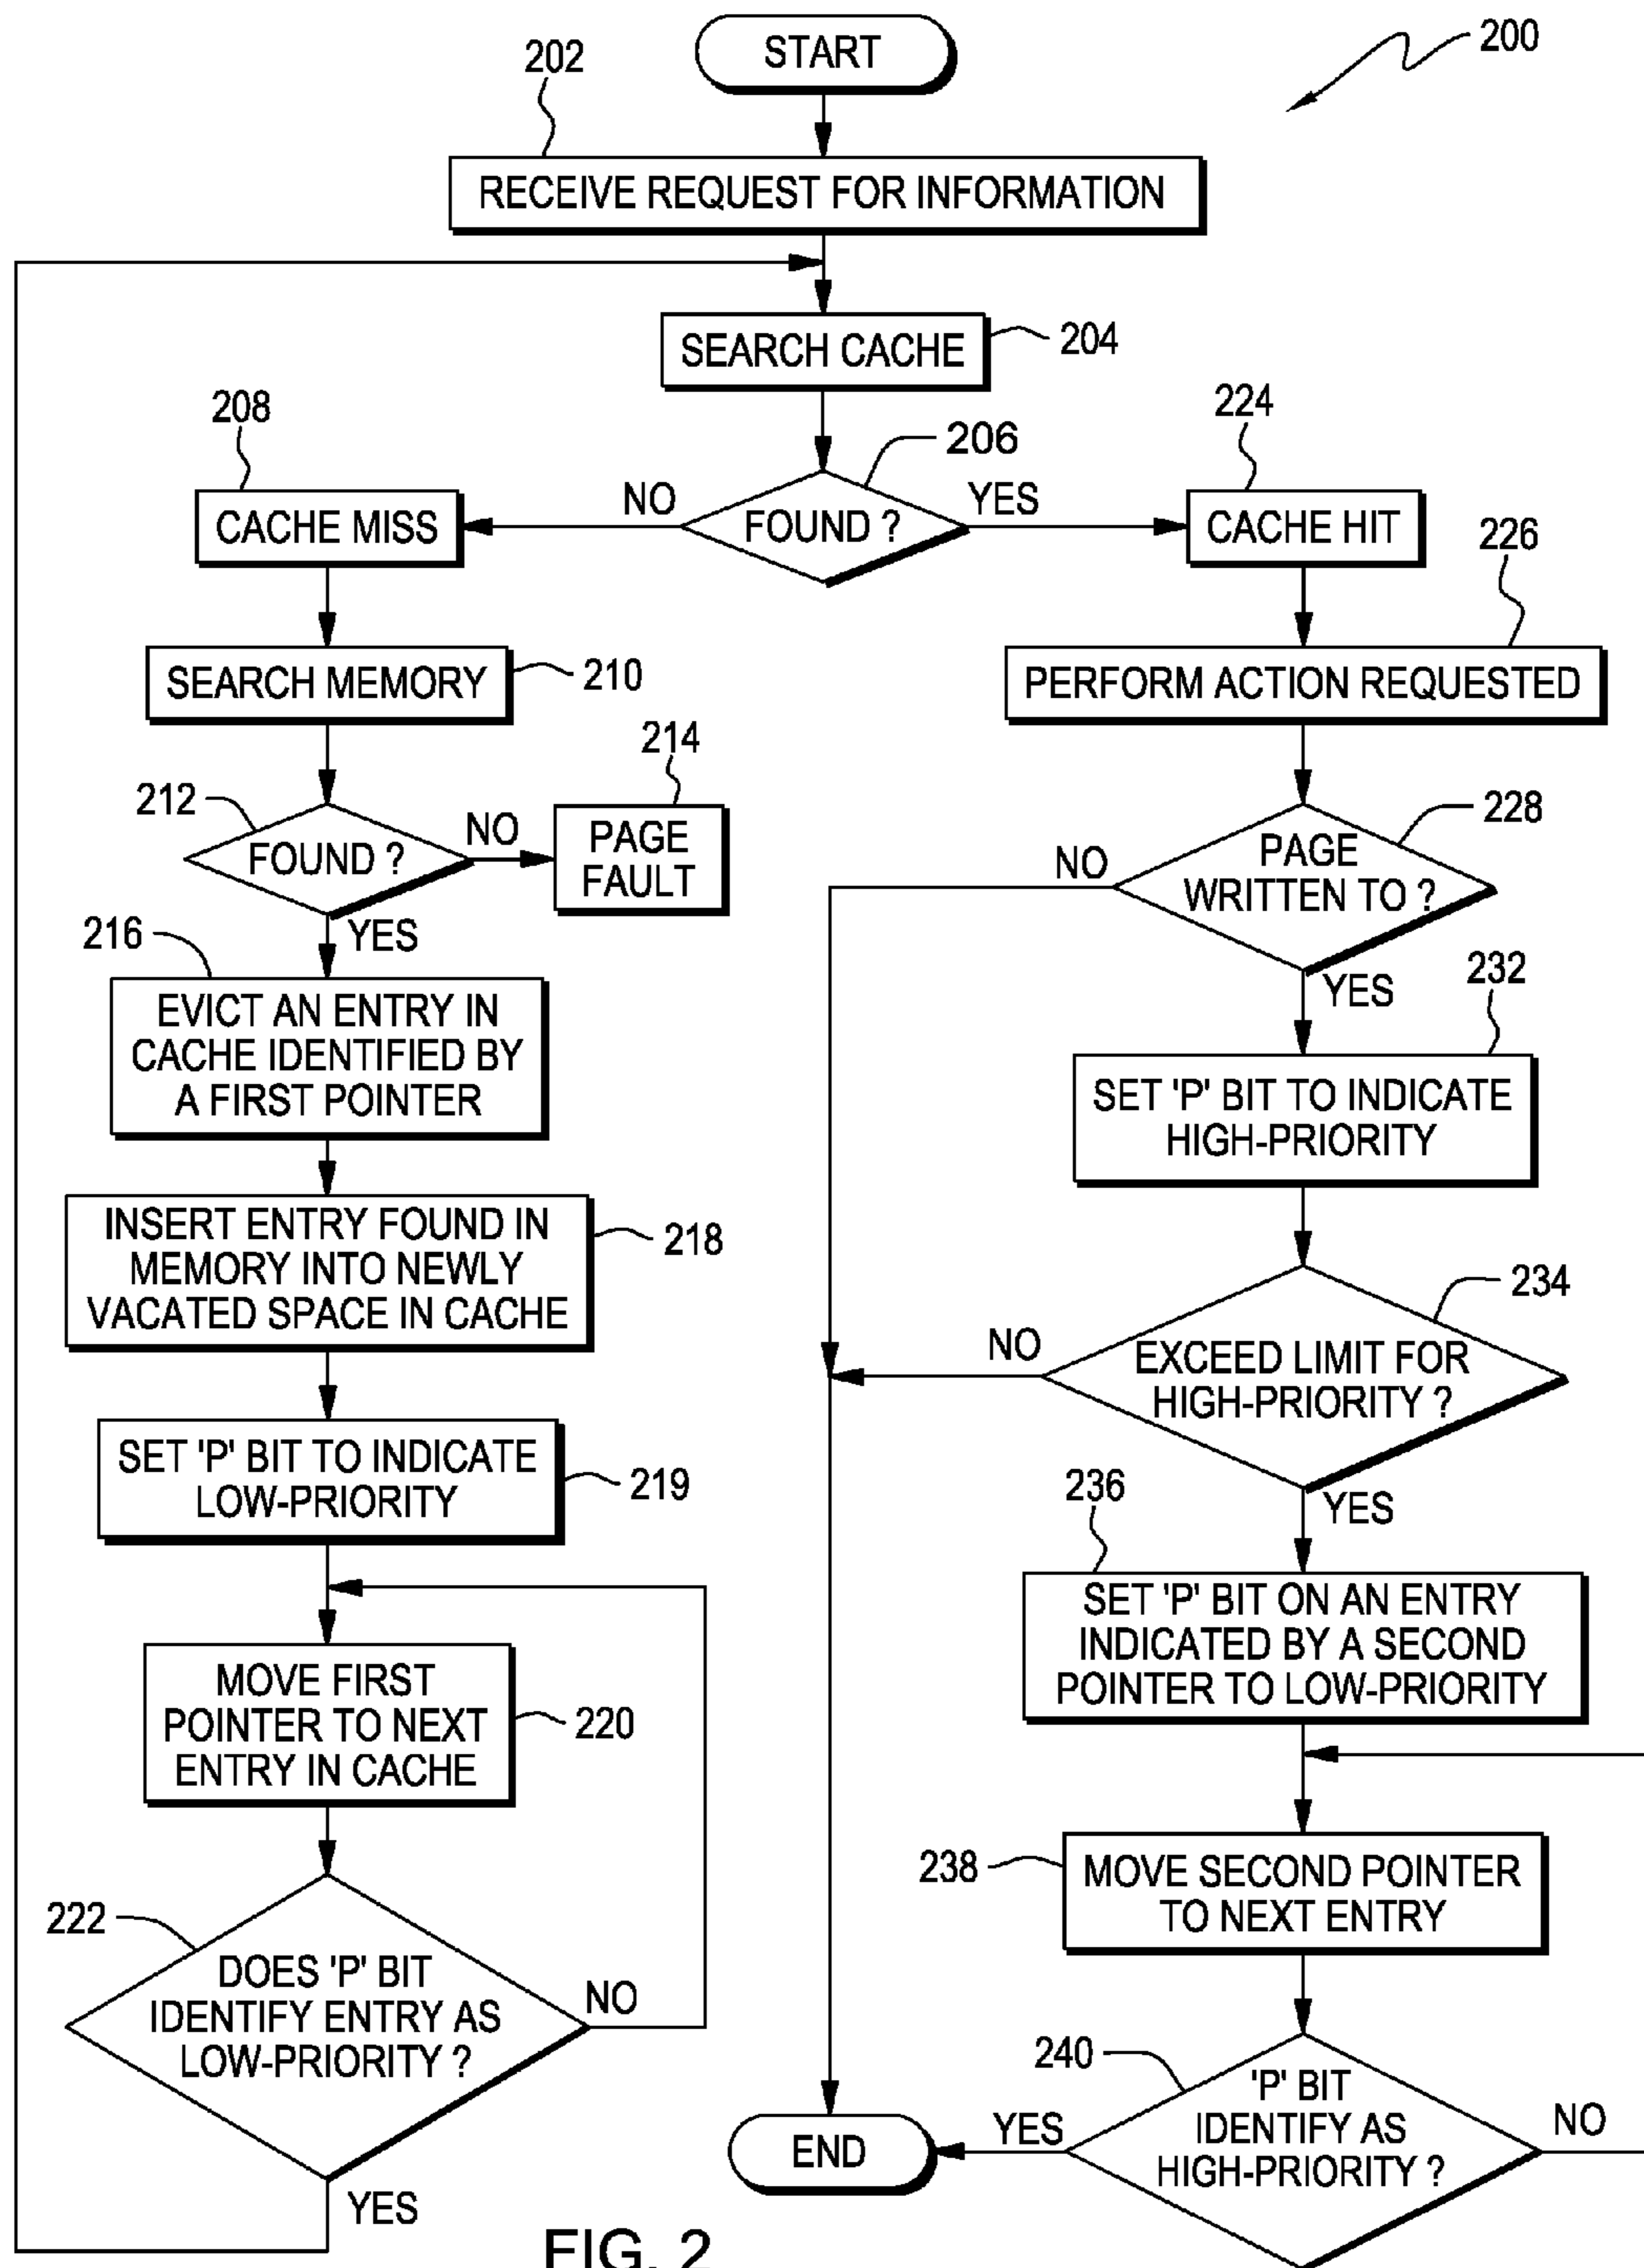 START
200
202
RECEIVE REQUEST FOR INFORMATION
SEARCH CACHE
204
206
FOUND ?
NO
YES
208
CACHE MISS
224
CACHE HIT
226
SEARCH MEMORY
210
PERFORM ACTION REQUESTED
212
FOUND ?
NO
214
PAGE
FAULT
YES
228
PAGE
WRITTEN TO ?
NO
YES
216
EVICT AN ENTRY IN
CACHE IDENTIFIED BY
A FIRST POINTER
232
SET 'P' BIT TO INDICATE
HIGH-PRIORITY
INSERT ENTRY FOUND IN
MEMORY INTO NEWLY
VACATED SPACE IN CACHE
218
234
EXCEED LIMIT FOR
HIGH-PRIORITY ?
NO
YES
SET 'P' BIT TO INDICATE
LOW-PRIORITY
219
236
SET 'P' BIT ON AN ENTRY
INDICATED BY A SECOND
POINTER TO LOW-PRIORITY
MOVE FIRST
POINTER TO NEXT
ENTRY IN CACHE
220
238
MOVE SECOND POINTER
TO NEXT ENTRY
222
DOES 'P' BIT
IDENTIFY ENTRY AS
LOW-PRIORITY ?
NO
YES
240
'P' BIT
IDENTIFY AS
HIGH-PRIORITY ?
YES
NO
END
FIG. 2